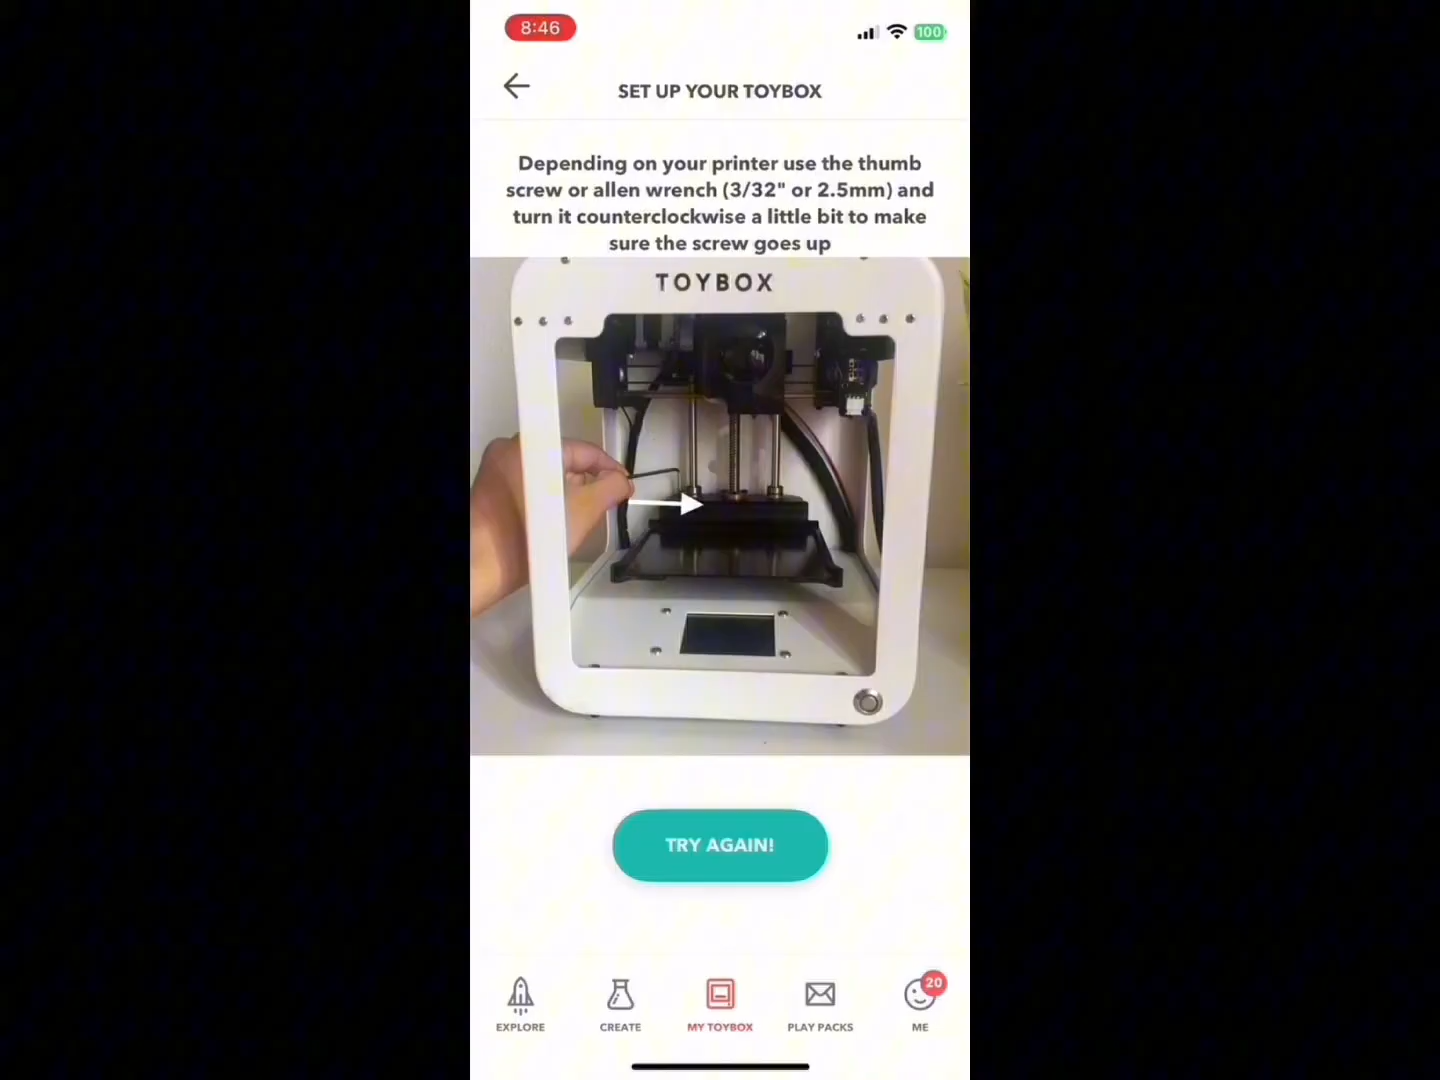 8:46
100
SET UP YOUR TOYBOX
Depending on your printer use the thumb
screw or allen wrench (3/32" or 2.5mm) and
turn it counterclockwise a little bit to make
sure the screw goes up
TOYBOX
TRY AGAIN!
20
EXPLORE
CREATE
MY TOYBOX
PLAY PACKS
ME